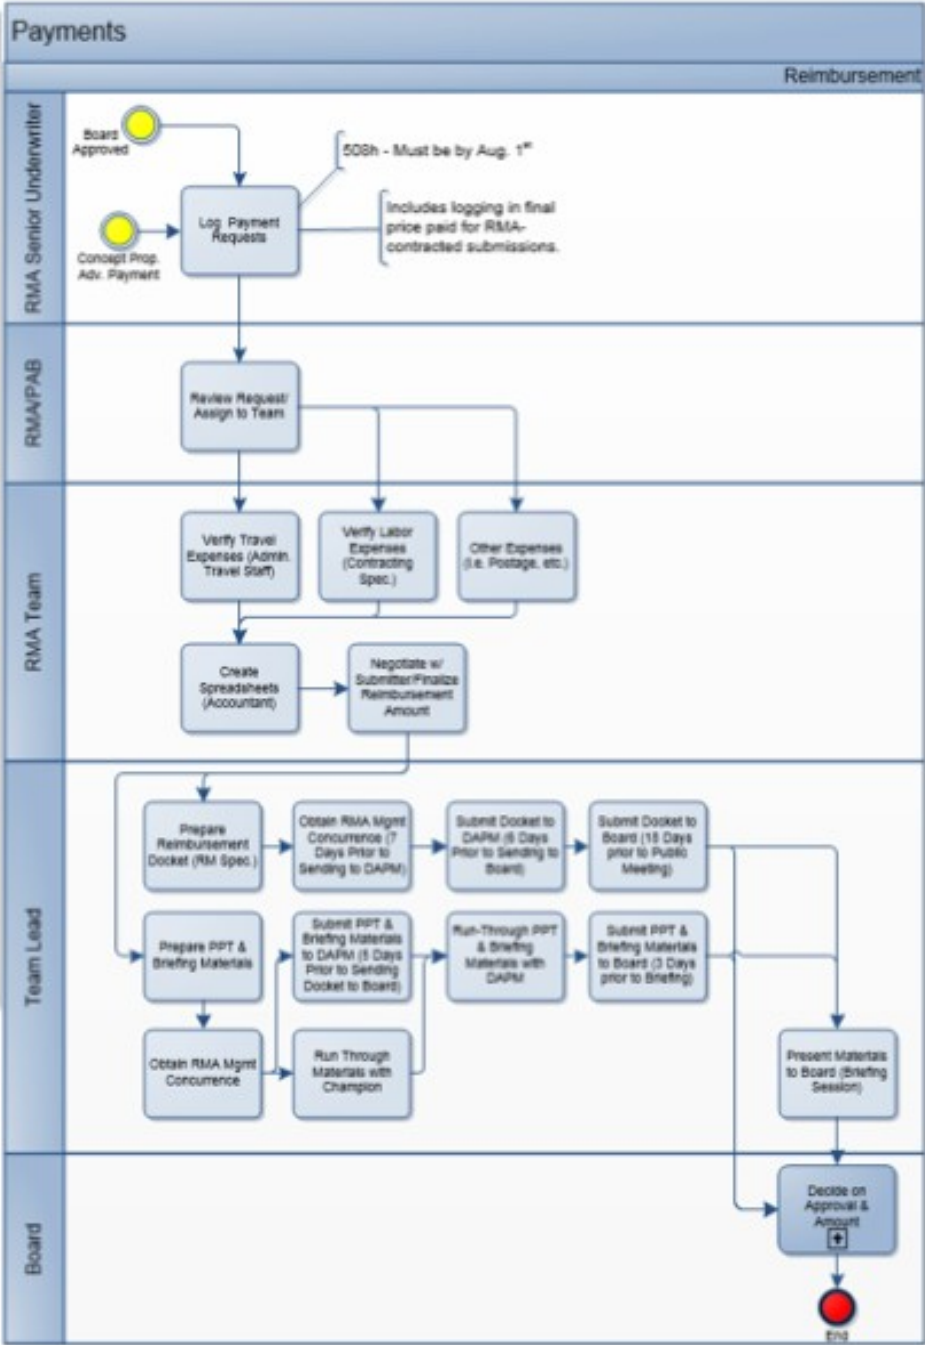 Payments
Reimbursement
RMA Senior Underwriter
Board
Approved
508h - Must be by Aug. 1st
Log Payment
Requests
Includes logging in final
price paid for RMA-
contracted submissions.
Concept Prop.
Adv. Payment
RMA/PAB
Review Request/
Assign to Team
RMA Team
Verify Travel
Expenses (Admin.
Travel Staff)
Verify Labor
Expenses
(Contracting
Spec.)
Other Expenses
(i.e. Postage, etc.)
Create
Spreadsheets
(Accountant)
Negotiate w/
Submitter/Finalize
Reimbursement
Amount
Team Lead
Prepare
Reimbursement
Docket (RM Spec.)
Obtain RMA Mgmt
Concurrence (7
Days Prior to
Sending to DAPM)
Submit Docket to
DAPM (6 Days
Prior to Sending to
Board)
Submit Docket to
Board (15 Days
prior to Public
Meeting)
Prepare PPT &
Briefing Materials
Submit PPT &
Briefing Materials
to DAPM (5 Days
Prior to Sending
Docket to Board)
Run-Through PPT
& Briefing
Materials with
DAPM
Submit PPT &
Briefing Materials
to Board (3 Days
prior to Briefing)
Obtain RMA Mgmt
Concurrence
Run Through
Materials with
Champion
Present Materials
to Board (Briefing
Session)
Board
Decide on
Approval &
Amount
End